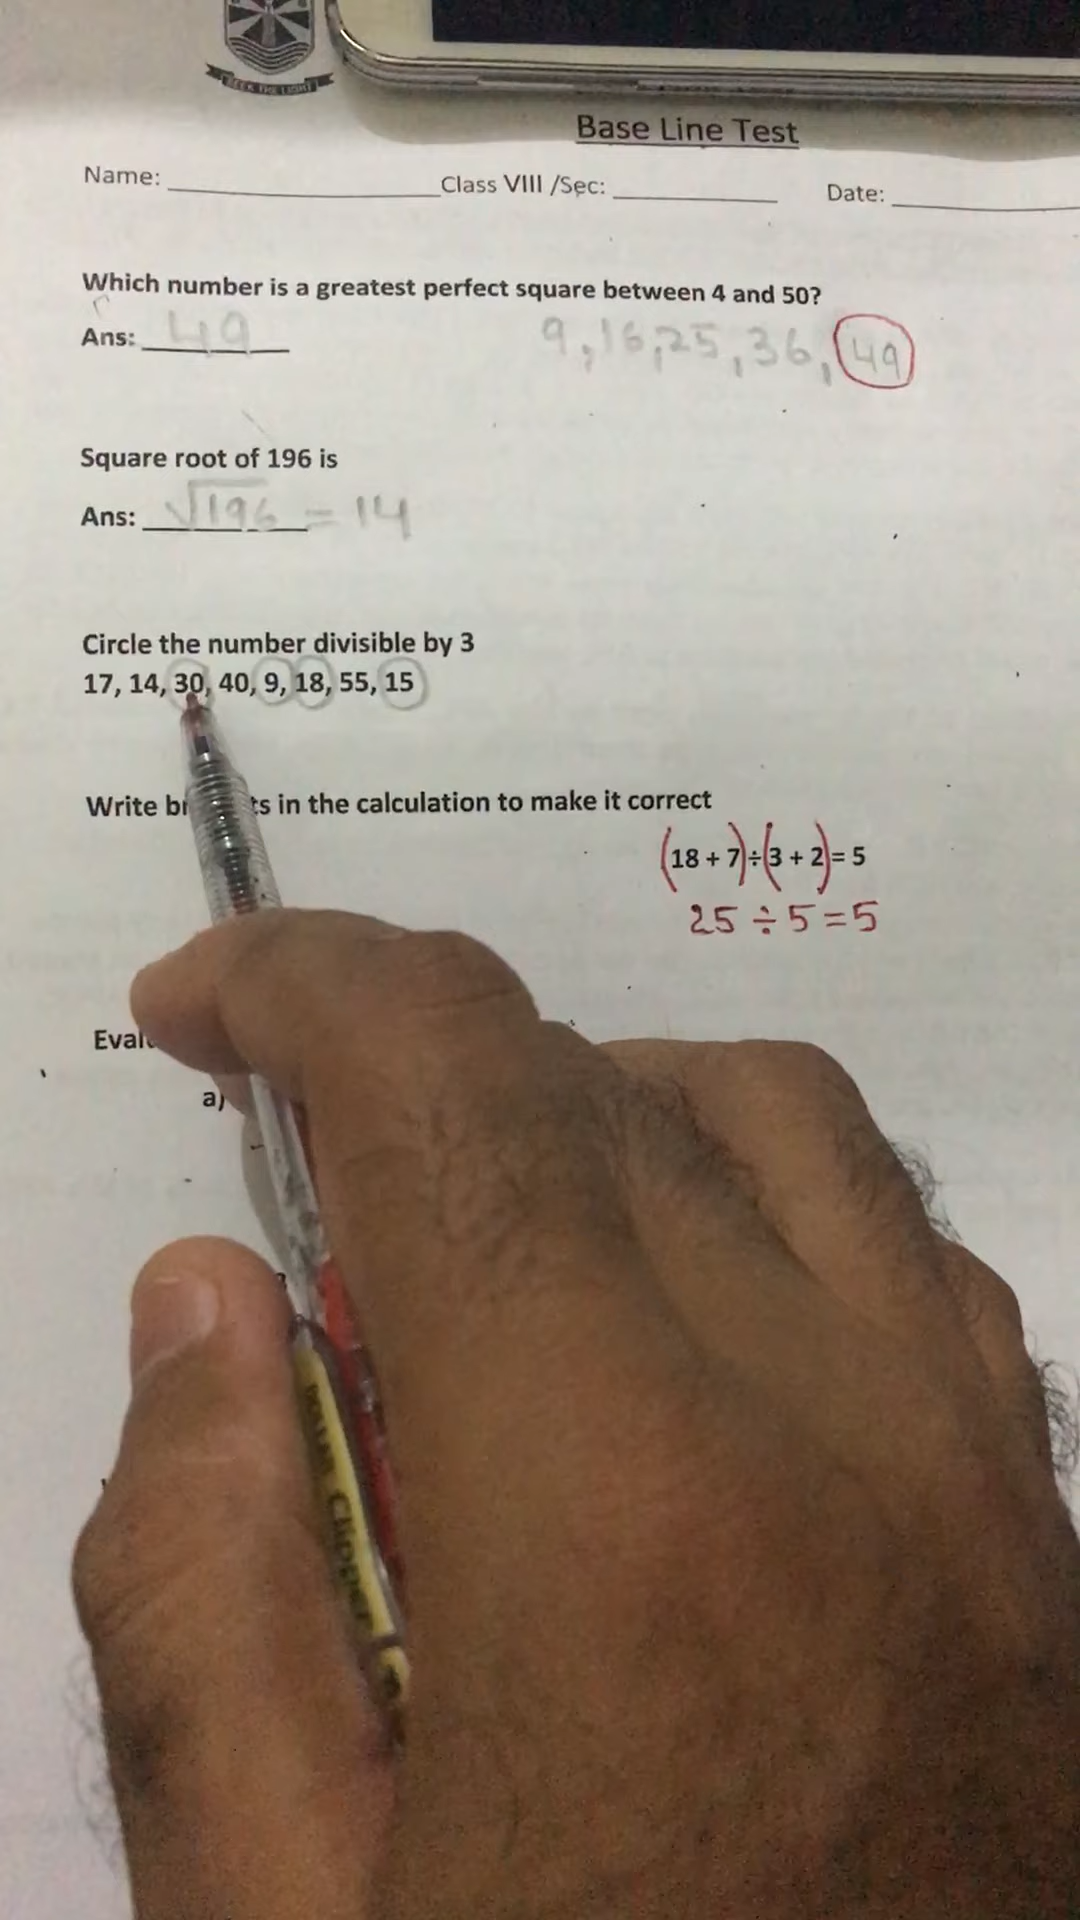 SEEK THE LIGHT
Base Line Test
Name: Class VIII /Sec: Date:
Which number is a greatest perfect square between 4 and 50?
Ans: 49 9, 16, 25, 36, 49
Square root of 196 is
Ans: √196 = 14
Circle the number divisible by 3
17, 14, 30, 40, 9, 18, 55, 15
Write in the calculation to make it correct
(18 + 7) ÷ (3 + 2) = 5
25 ÷ 5 = 5
a)
Clipper